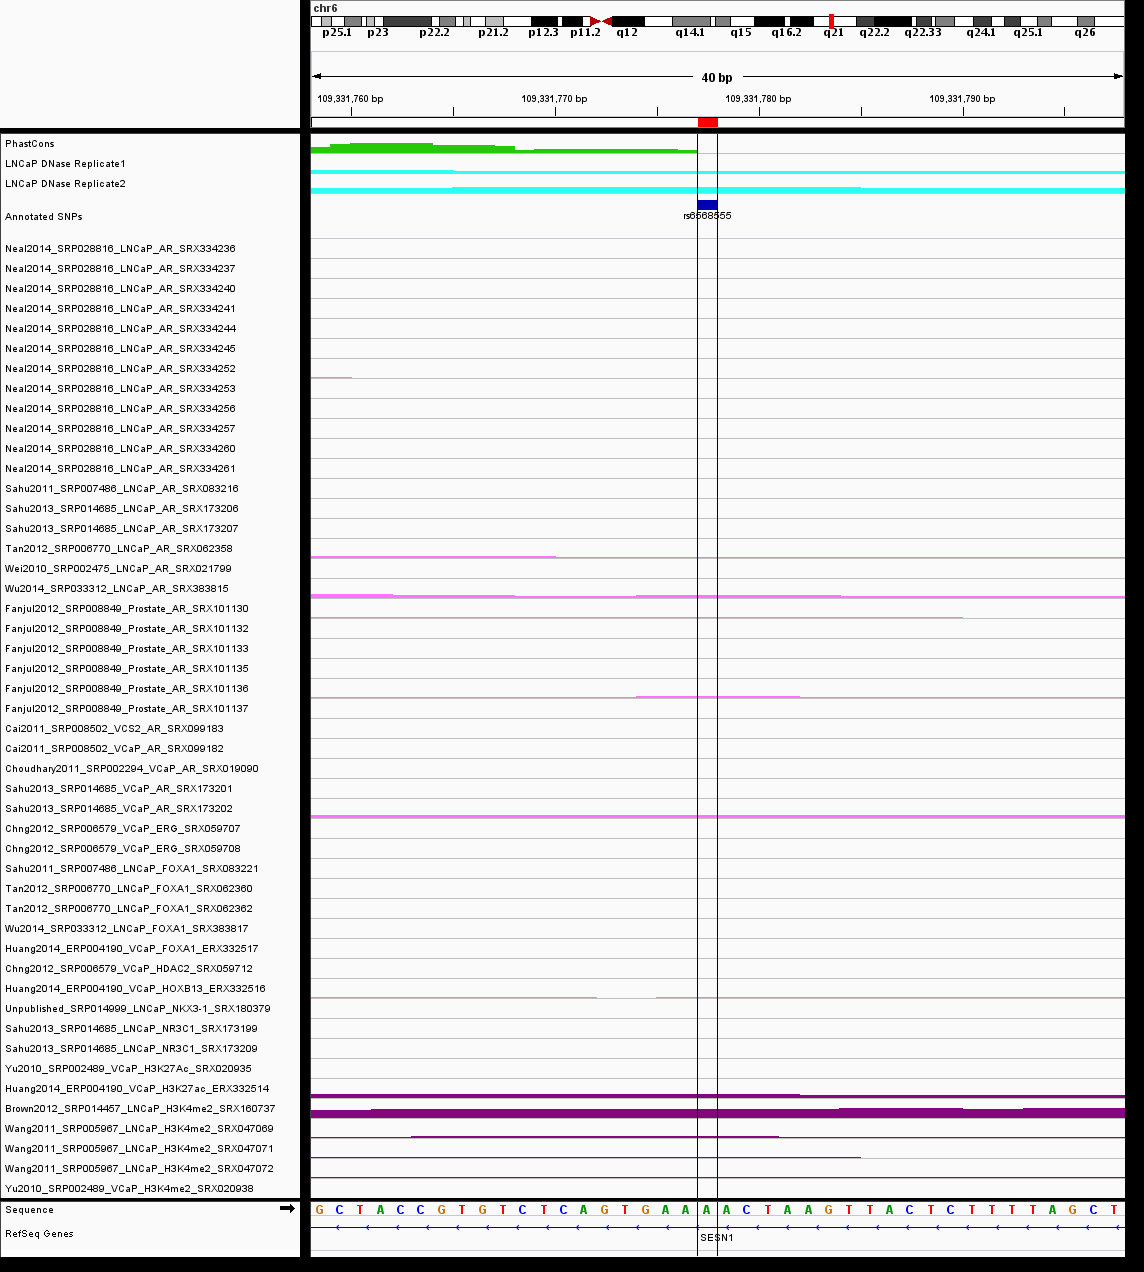 chr6
p25.1 p23 p22.2 p21.2 p12.3 p11.2 q12 q14.1 q15 q16.2 q21 q22.2 q22.33 q24.1 q25.1 q26
40 bp
109,331,760 bp 109,331,770 bp 109,331,780 bp 109,331,790 bp
PhastCons
LNCaP DNase Replicate1
LNCaP DNase Replicate2
Annotated SNPs
rs6568555
Neal2014_SRP028816_LNCaP_AR_SRX334236
Neal2014_SRP028816_LNCaP_AR_SRX334237
Neal2014_SRP028816_LNCaP_AR_SRX334240
Neal2014_SRP028816_LNCaP_AR_SRX334241
Neal2014_SRP028816_LNCaP_AR_SRX334244
Neal2014_SRP028816_LNCaP_AR_SRX334245
Neal2014_SRP028816_LNCaP_AR_SRX334252
Neal2014_SRP028816_LNCaP_AR_SRX334253
Neal2014_SRP028816_LNCaP_AR_SRX334256
Neal2014_SRP028816_LNCaP_AR_SRX334257
Neal2014_SRP028816_LNCaP_AR_SRX334260
Neal2014_SRP028816_LNCaP_AR_SRX334261
Sahu2011_SRP007486_LNCaP_AR_SRX083216
Sahu2013_SRP014685_LNCaP_AR_SRX173206
Sahu2013_SRP014685_LNCaP_AR_SRX173207
Tan2012_SRP006770_LNCaP_AR_SRX062358
Wei2010_SRP002475_LNCaP_AR_SRX021799
Wu2014_SRP033312_LNCaP_AR_SRX383815
Fanjul2012_SRP008849_Prostate_AR_SRX101130
Fanjul2012_SRP008849_Prostate_AR_SRX101132
Fanjul2012_SRP008849_Prostate_AR_SRX101133
Fanjul2012_SRP008849_Prostate_AR_SRX101135
Fanjul2012_SRP008849_Prostate_AR_SRX101136
Fanjul2012_SRP008849_Prostate_AR_SRX101137
Cai2011_SRP008502_VCS2_AR_SRX099183
Cai2011_SRP008502_VCaP_AR_SRX099182
Choudhary2011_SRP002294_VCaP_AR_SRX019090
Sahu2013_SRP014685_VCaP_AR_SRX173201
Sahu2013_SRP014685_VCaP_AR_SRX173202
Chng2012_SRP006579_VCaP_ERG_SRX059707
Chng2012_SRP006579_VCaP_ERG_SRX059708
Sahu2011_SRP007486_LNCaP_FOXA1_SRX083221
Tan2012_SRP006770_LNCaP_FOXA1_SRX062360
Tan2012_SRP006770_LNCaP_FOXA1_SRX062362
Wu2014_SRP033312_LNCaP_FOXA1_SRX383817
Huang2014_ERP004190_VCaP_FOXA1_ERX332517
Chng2012_SRP006579_VCaP_HDAC2_SRX059712
Huang2014_ERP004190_VCaP_HOXB13_ERX332516
Unpublished_SRP014999_LNCaP_NKX3-1_SRX180379
Sahu2013_SRP014685_LNCaP_NR3C1_SRX173199
Sahu2013_SRP014685_LNCaP_NR3C1_SRX173209
Yu2010_SRP002489_VCaP_H3K27Ac_SRX020935
Huang2014_ERP004190_VCaP_H3K27ac_ERX332514
Brown2012_SRP014457_LNCaP_H3K4me2_SRX160737
Wang2011_SRP005967_LNCaP_H3K4me2_SRX047069
Wang2011_SRP005967_LNCaP_H3K4me2_SRX047071
Wang2011_SRP005967_LNCaP_H3K4me2_SRX047072
Yu2010_SRP002489_VCaP_H3K4me2_SRX020938
Sequence G C T A C C G T G T C T C A G T G A A A A C T A A G T T A C T C T T T T A G C T
RefSeq Genes
SESN1